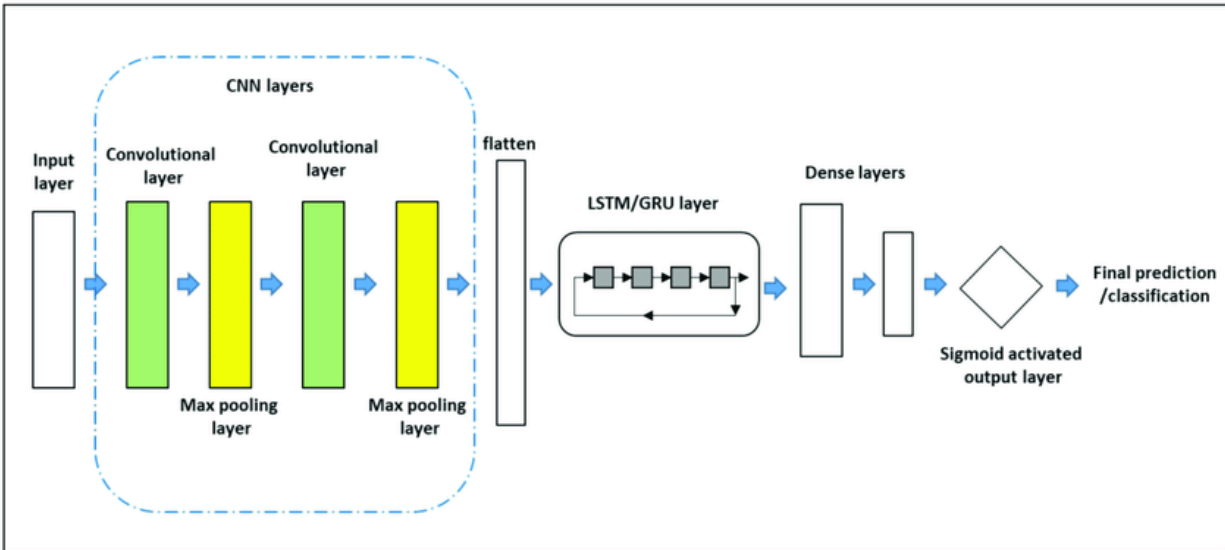 CNN layers
Input
layer
Convolutional
layer
Max pooling
layer
Convolutional
layer
Max pooling
layer
flatten
LSTM/GRU layer
Dense layers
Sigmoid activated
output layer
Final prediction
/classification